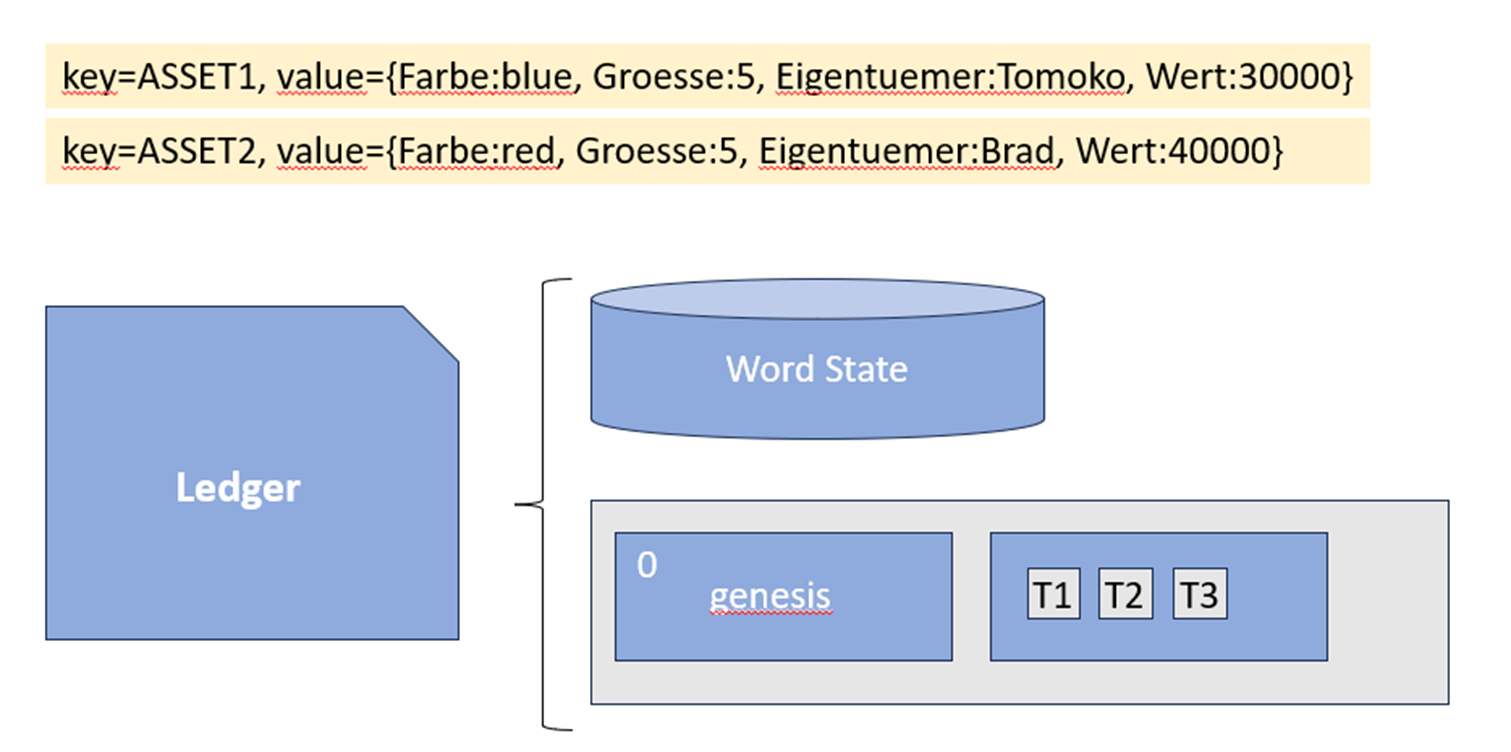 key=ASSET1, value={Farbe:blue, Groesse:5, Eigentuemer:Tomoko, Wert:30000}
key=ASSET2, value={Farbe:red, Groesse:5, Eigentuemer:Brad, Wert:40000}
Word State
Ledger
0
genesis
T1 T2 T3